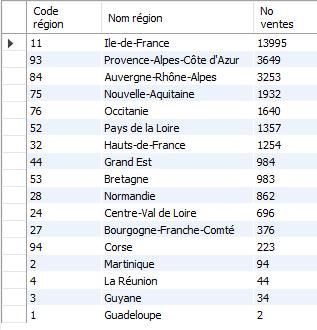 Code région Nom région No ventes
11 Ile-de-France 13995
93 Provence-Alpes-Côte d'Azur 3649
84 Auvergne-Rhône-Alpes 3253
75 Nouvelle-Aquitaine 1932
76 Occitanie 1640
52 Pays de la Loire 1357
32 Hauts-de-France 1254
44 Grand Est 984
53 Bretagne 983
28 Normandie 862
24 Centre-Val de Loire 696
27 Bourgogne-Franche-Comté 376
94 Corse 223
2 Martinique 94
4 La Réunion 44
3 Guyane 34
1 Guadeloupe 2